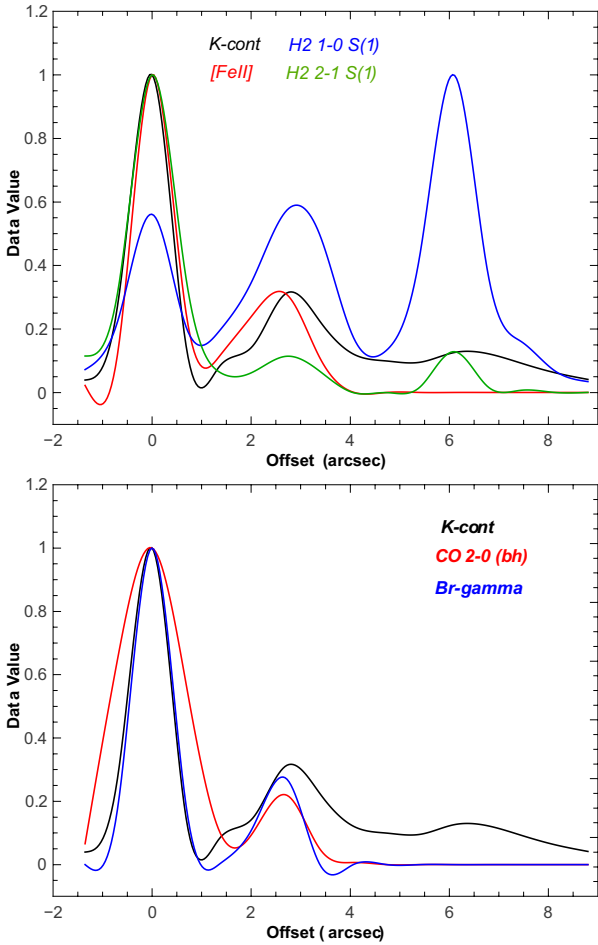 1.2
1
0.8
0.6
0.4
0.2
0
Data Value
K-cont H2 1-0 S(1)
[FeII] H2 2-1 S(1)
−2 0 2 4 6 8
Offset (arcsec)
1.2
1
0.8
0.6
0.4
0.2
0
Data Value
K-cont
CO 2-0 (bh)
Br-gamma
−2 0 2 4 6 8
Offset (arcsec)